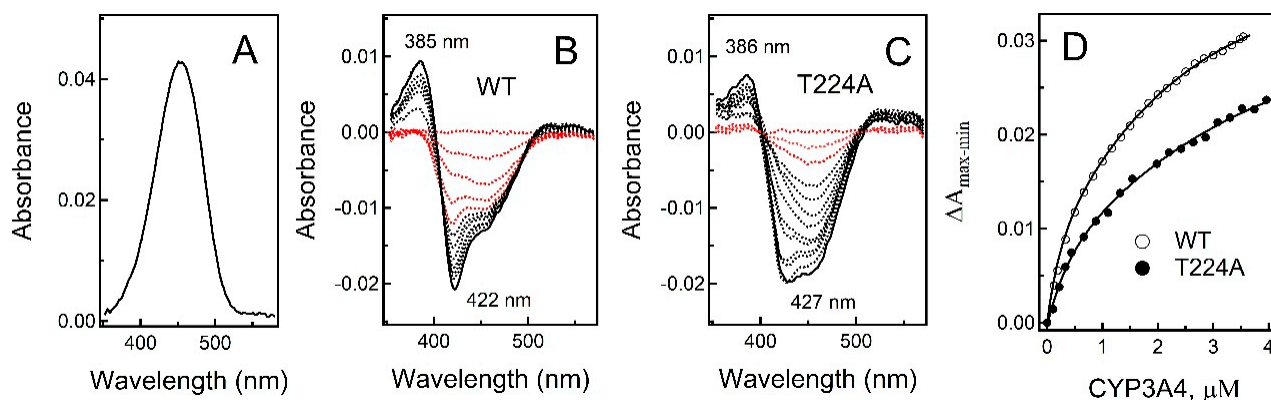 A
Absorbance
0.04
0.02
0.00
400
500
Wavelength (nm)
B
WT
385 nm
422 nm
Absorbance
0.01
0.00
-0.01
-0.02
400
500
Wavelength (nm)
C
T224A
386 nm
427 nm
Absorbance
0.01
0.00
-0.01
-0.02
400
500
Wavelength (nm)
D
ΔAmax-min
0.03
0.02
0.01
0.00
WT
T224A
0
1
2
3
4
CYP3A4, μM